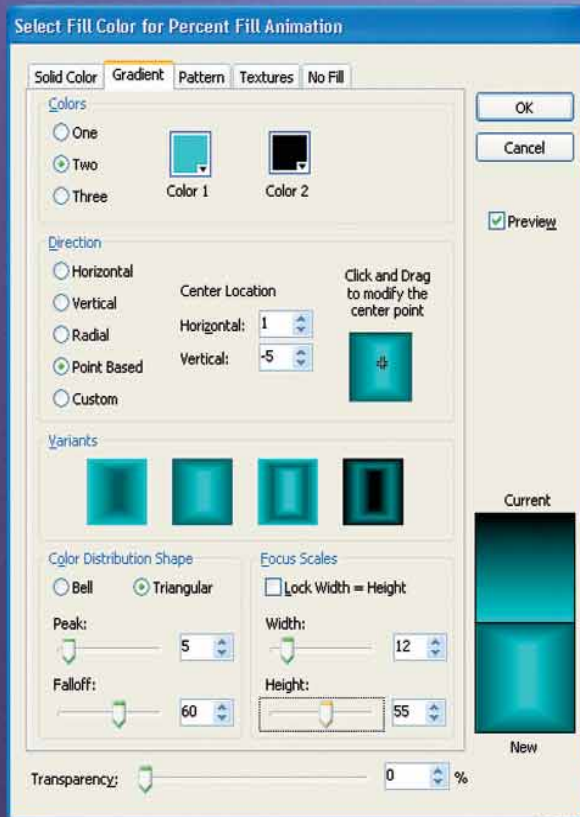 Select Fill Color for Percent Fill Animation
Solid Color Gradient Pattern Textures No Fill
Colors
One
Two
Three
Color 1
Color 2
OK
Cancel
Preview
Direction
Horizontal
Vertical
Radial
Point Based
Custom
Center Location
Horizontal: 1
Vertical: -5
Click and Drag
to modify the
center point
Variants
Color Distribution Shape
Bell Triangular
Peak:
5
Falloff:
60
Focus Scales
Lock Width = Height
Width:
12
Height:
55
Current
New
Transparency: 0 %